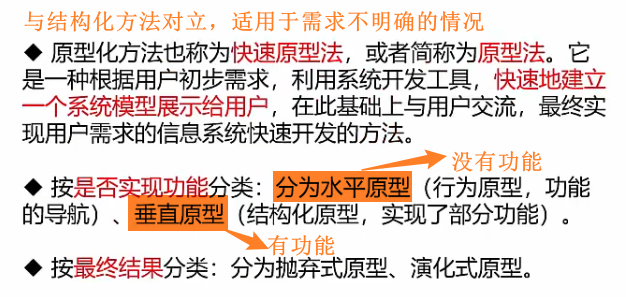 与结构化方法对立，适用于需求不明确的情况
◆ 原型化方法也称为快速原型法，或者简称为原型法。它
是一种根据用户初步需求，利用系统开发工具，快速地建立
一个系统模型展示给用户，在此基础上与用户交流，最终实
现用户需求的信息系统快速开发的方法。
没有功能
◆ 按是否实现功能分类：分为水平原型（行为原型，功能
的导航）、垂直原型（结构化原型，实现了部分功能）。
有功能
◆ 按最终结果分类：分为抛弃式原型、演化式原型。